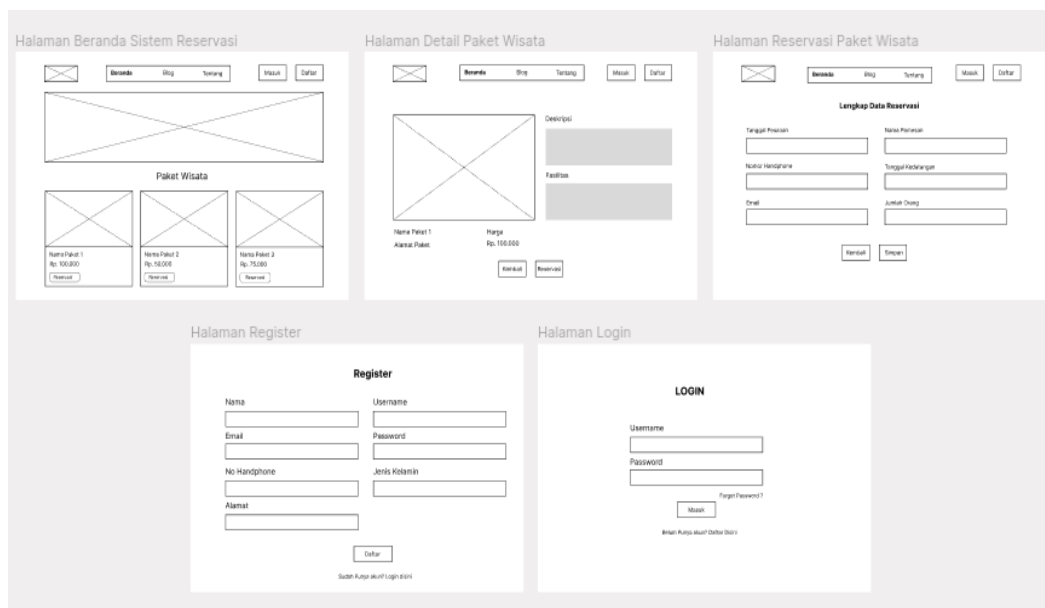 Halaman Beranda Sistem Reservasi
Beranda Blog Tentang Masuk Daftar
Paket Wisata
Nama Paket 1
Rp. 100.000
Reservasi
Nama Paket 2
Rp. 50.000
Reservasi
Nama Paket 3
Rp. 75.000
Reservasi
Halaman Detail Paket Wisata
Beranda Blog Tentang Masuk Daftar
Deskripsi
Fasilitas
Nama Paket 1 Harga
Alamat Paket Rp. 100.000
Kembali Reservasi
Halaman Reservasi Paket Wisata
Beranda Blog Tentang Masuk Daftar
Lengkap Data Reservasi
Tanggal Pesanan Nama Pemesan
Nomor Handphone Tanggal Kedatangan
Email Jumlah Orang
Kembali Simpan
Halaman Register
Register
Nama Username
Email Password
No Handphone Jenis Kelamin
Alamat
Daftar
Sudah Punya akun? Login disini
Halaman Login
LOGIN
Username
Password
Forget Password ?
Masuk
Belum Punya akun? Daftar Disini